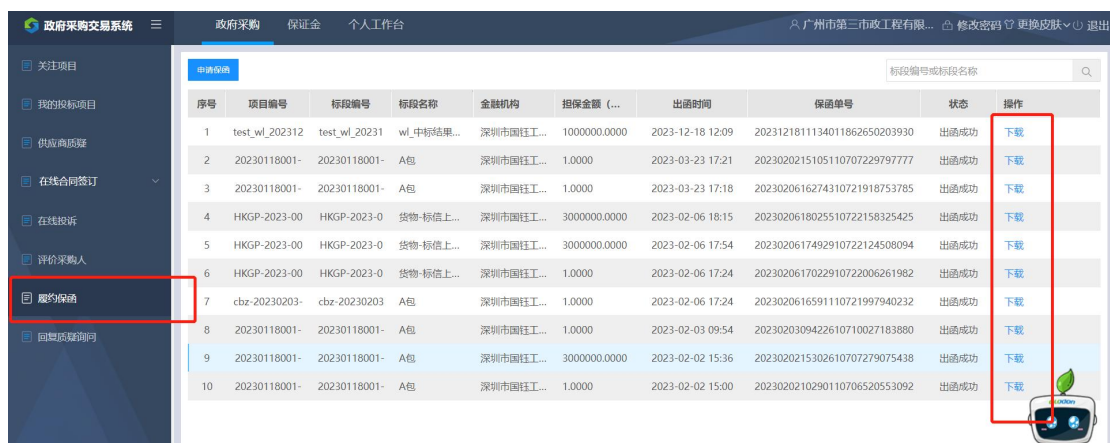 政府采购交易系统 政府采购 保证金 个人工作台 广州市第三市政工程有限... 修改密码 更换皮肤 退出
关注项目
我的投标项目
供应商质疑
在线合同签订
在线投诉
评价采购人
履约保函
回复质疑询问
申请保函 标段编号或标段名称
序号 项目编号 标段编号 标段名称 金融机构 担保金额 (... 出函时间 保函单号 状态 操作
1 test_wl_202312 test_wl_20231 wl_中标结果... 深圳市国钰工... 1000000.0000 2023-12-18 12:09 2023121811134011862650203930 出函成功 下载
2 20230118001- 20230118001- A包 深圳市国钰工... 1.0000 2023-03-23 17:21 2023020215105110707229797777 出函成功 下载
3 20230118001- 20230118001- A包 深圳市国钰工... 1.0000 2023-03-23 17:18 2023020616274310721918753785 出函成功 下载
4 HKGP-2023-00 HKGP-2023-0 货物-标信上... 深圳市国钰工... 3000000.0000 2023-02-06 18:15 2023020618025510722158325425 出函成功 下载
5 HKGP-2023-00 HKGP-2023-0 货物-标信上... 深圳市国钰工... 3000000.0000 2023-02-06 17:54 2023020617492910722124508094 出函成功 下载
6 HKGP-2023-00 HKGP-2023-0 货物-标信上... 深圳市国钰工... 1.0000 2023-02-06 17:24 2023020617022910722006261982 出函成功 下载
7 cbz-20230203- cbz-20230203 A包 深圳市国钰工... 1.0000 2023-02-06 17:24 2023020616591110721997940232 出函成功 下载
8 20230118001- 20230118001- A包 深圳市国钰工... 1.0000 2023-02-03 09:54 2023020309422610710027183880 出函成功 下载
9 20230118001- 20230118001- A包 深圳市国钰工... 3000000.0000 2023-02-02 15:36 2023020215302610707279075438 出函成功 下载
10 20230118001- 20230118001- A包 深圳市国钰工... 1.0000 2023-02-02 15:00 2023020210290110706520553092 出函成功 下载